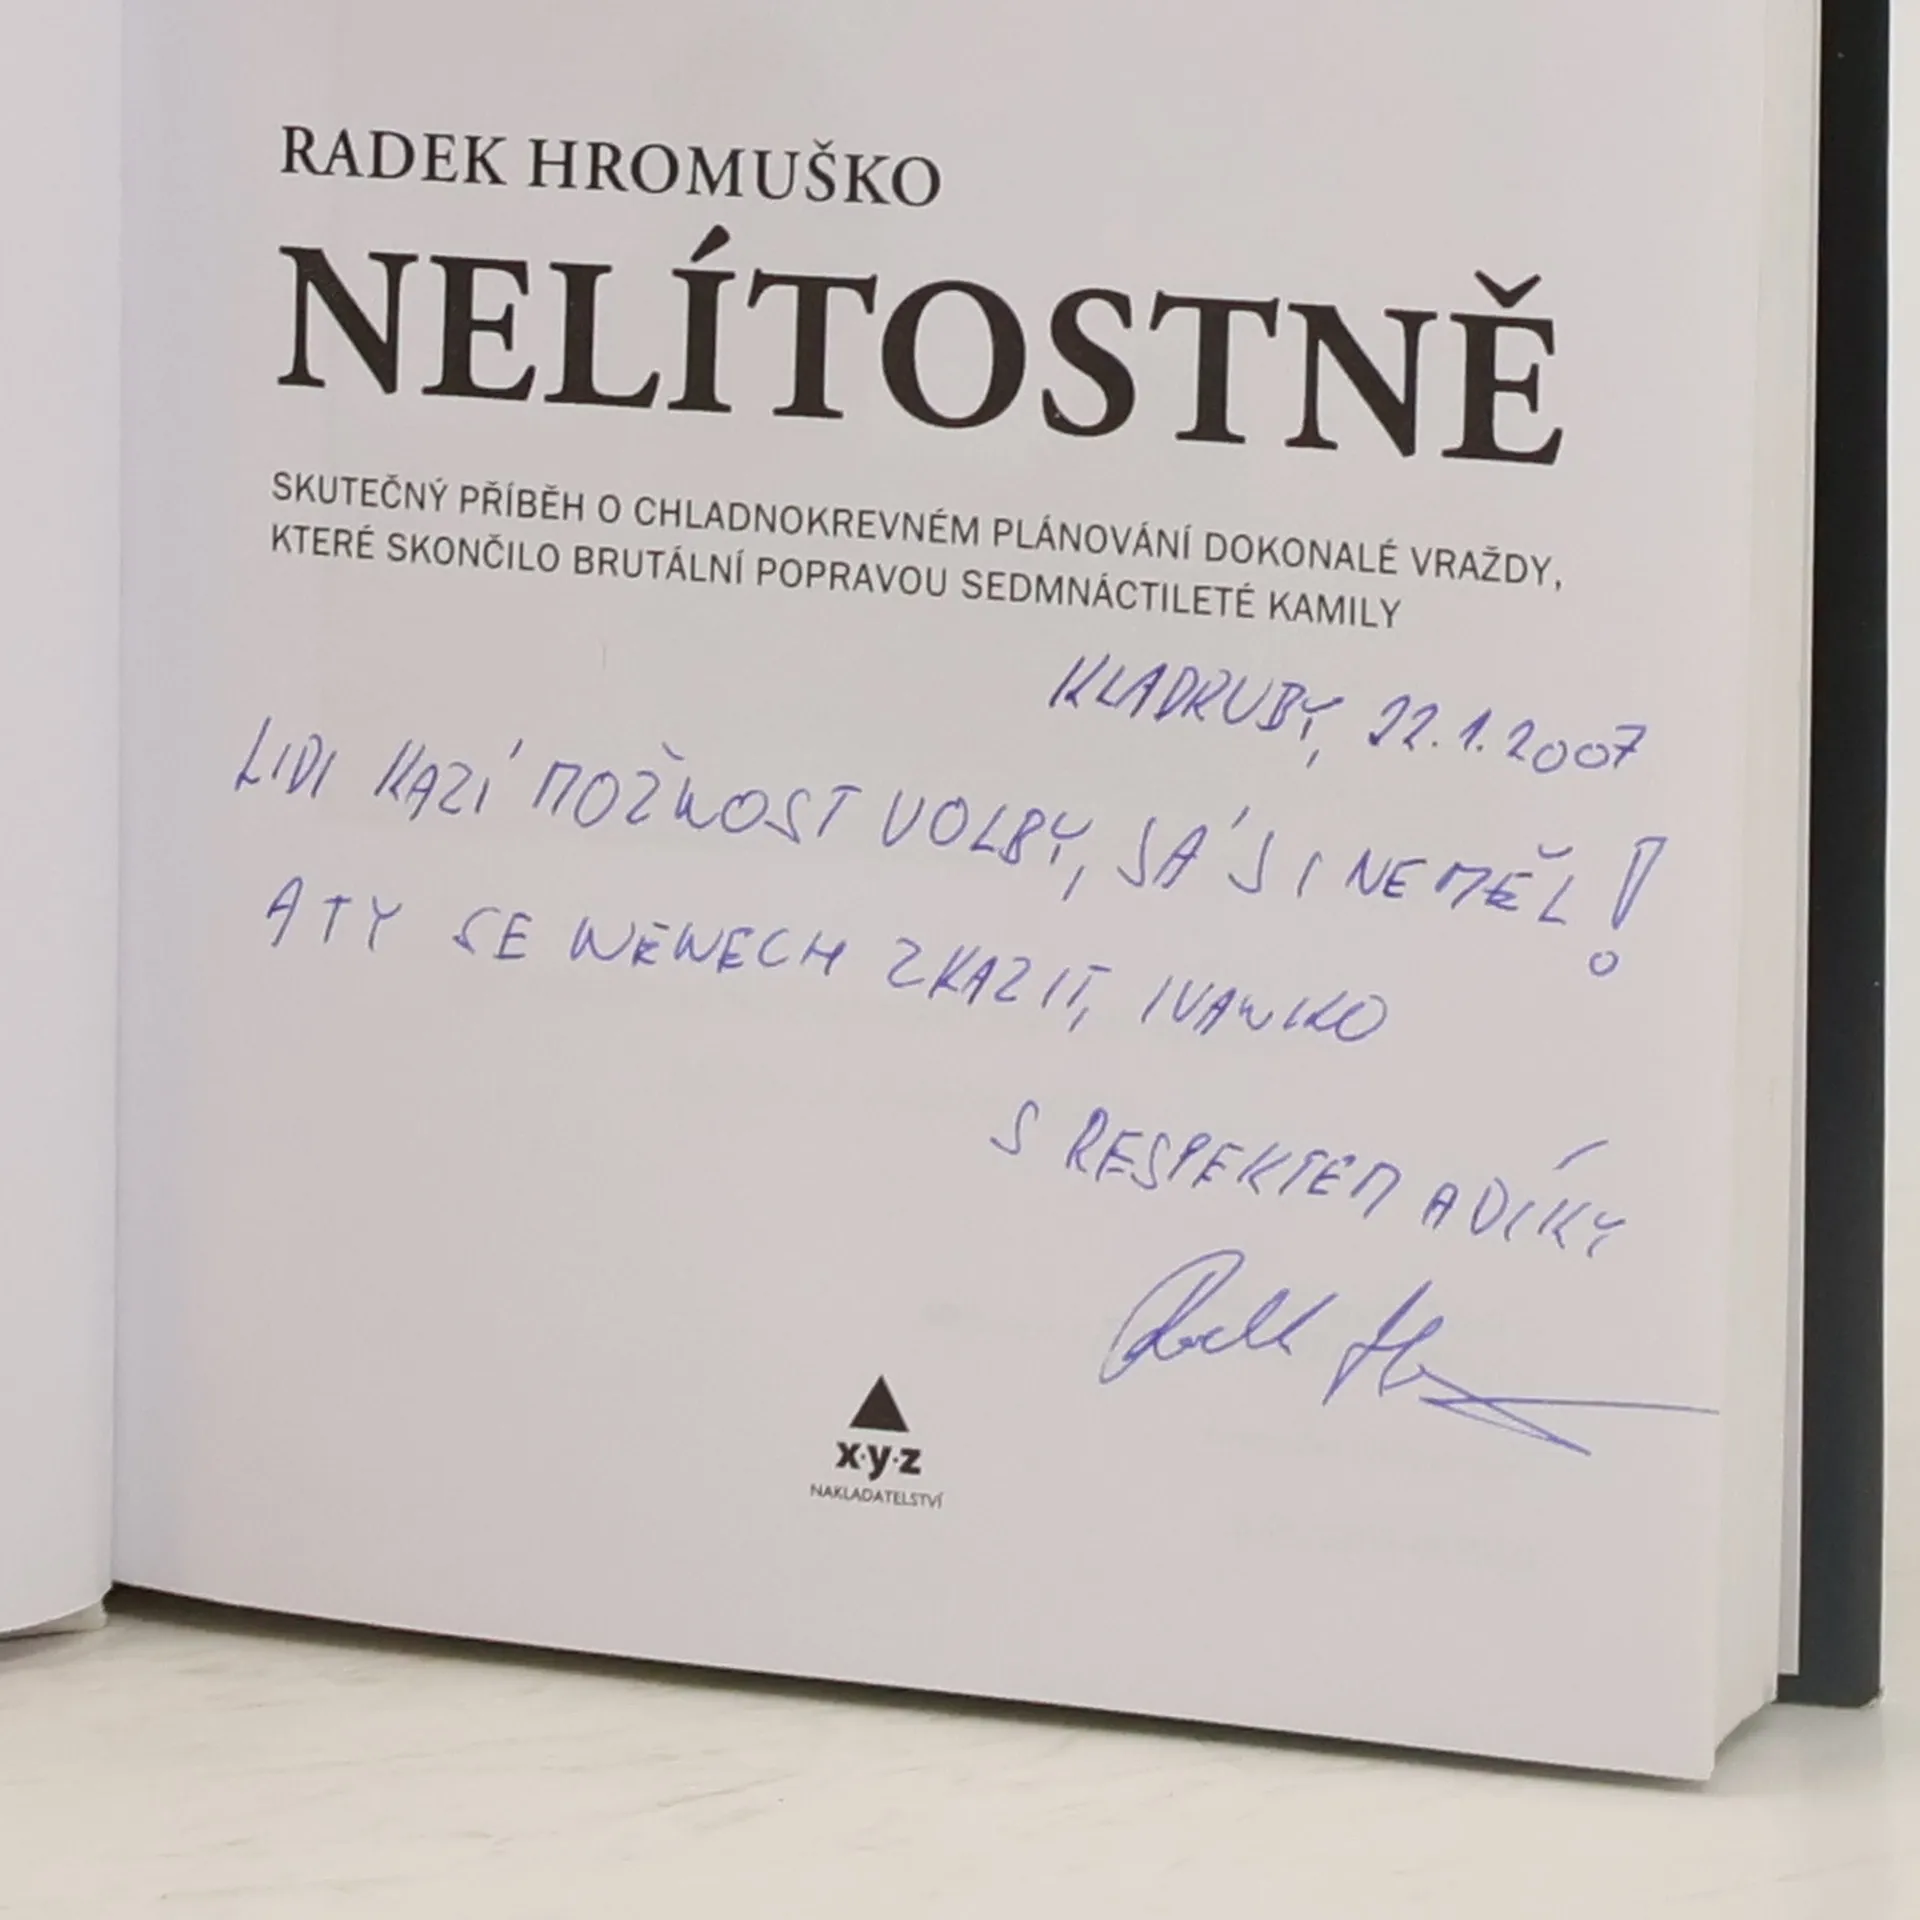 RADEK HROMUŠKO
NELÍTOSTNĚ
SKUTEČNÝ PŘÍBĚH O CHLADNOKREVNÉM PLÁNOVÁNÍ DOKONALÉ VRAŽDY,
KTERÉ SKONČILO BRUTÁLNÍ POPRAVOU SEDMNÁCTILETÉ KAMILY
KLADRUBY, 22.1.2007
LIDI KAZÍ MOŽNOST VOLBY, JÁ JI NEMĚL!
A TY SE NENECH ZKAZIT, IVANKO
S RESPEKTEM A DÍKY
x·y·z
NAKLADATELSTVÍ